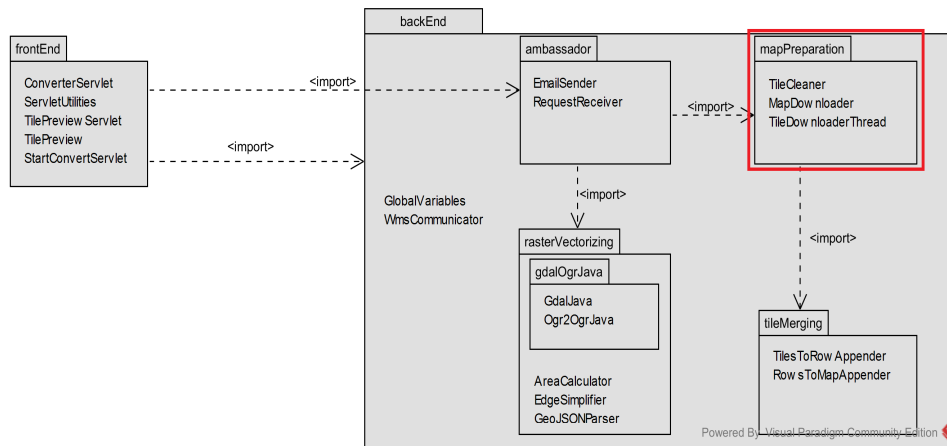 backEnd
frontEnd
ConverterServlet
ServletUtilities
TilePreview Servlet
TilePreview
StartConvertServlet
<import>
<import>
ambassador
EmailSender
RequestReceiver
<import>
mapPreparation
TileCleaner
MapDow nloader
TileDow nloaderThread
GlobalVariables
WmsCommunicator
<import>
<import>
rasterVectorizing
gdalOgrJava
GdalJava
Ogr2OgrJava
AreaCalculator
EdgeSimplifier
GeoJSONParser
tileMerging
TilesToRow Appender
Row sToMapAppender
Powered By Visual Paradigm Community Edition